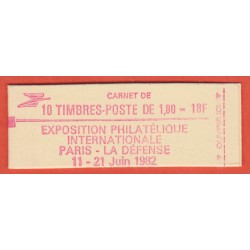 CARNET DE
10 TIMBRES-POSTE DE 1,80 = 18F
EXPOSITION PHILATÉLIQUE
INTERNATIONALE
PARIS - LA DÉFENSE
11 - 21 Juin 1982